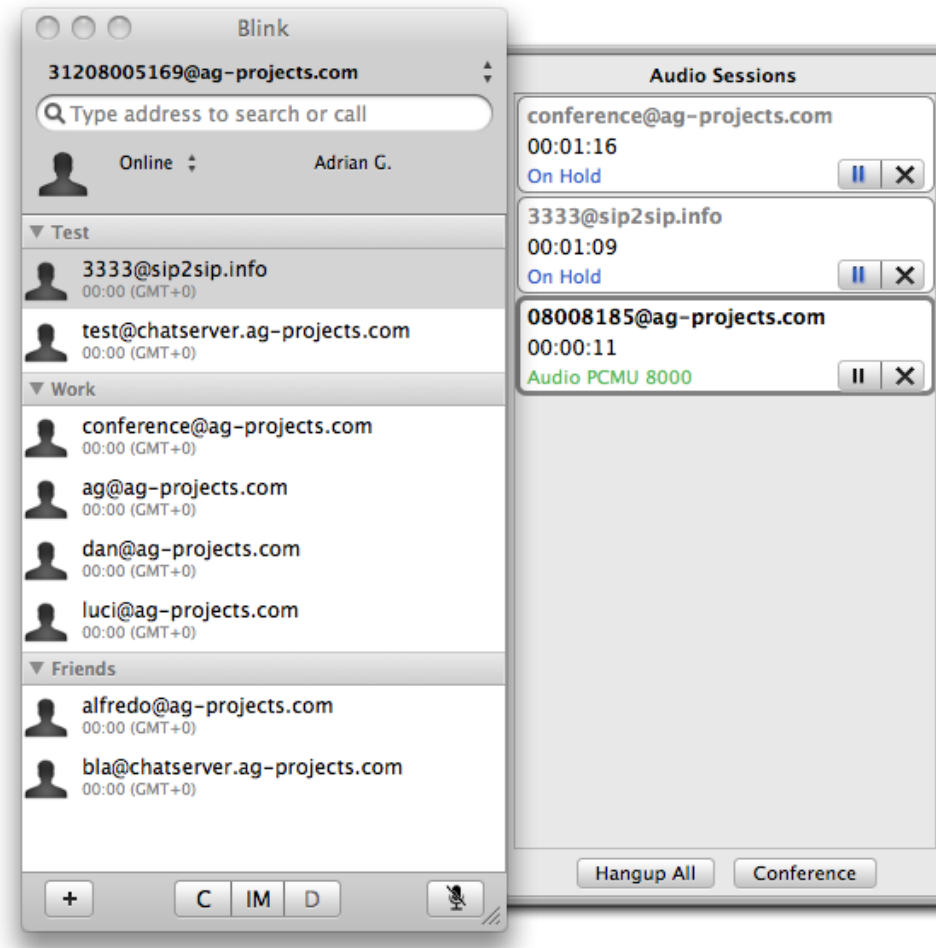 Blink
31208005169@ag-projects.com
Type address to search or call
Online
Adrian G.
Test
3333@sip2sip.info
00:00 (GMT+0)
test@chatserver.ag-projects.com
00:00 (GMT+0)
Work
conference@ag-projects.com
00:00 (GMT+0)
ag@ag-projects.com
00:00 (GMT+0)
dan@ag-projects.com
00:00 (GMT+0)
luci@ag-projects.com
00:00 (GMT+0)
Friends
alfredo@ag-projects.com
00:00 (GMT+0)
bla@chatserver.ag-projects.com
00:00 (GMT+0)
+ C IM D
Audio Sessions
conference@ag-projects.com
00:01:16
On Hold
3333@sip2sip.info
00:01:09
On Hold
08008185@ag-projects.com
00:00:11
Audio PCMU 8000
Hangup All Conference